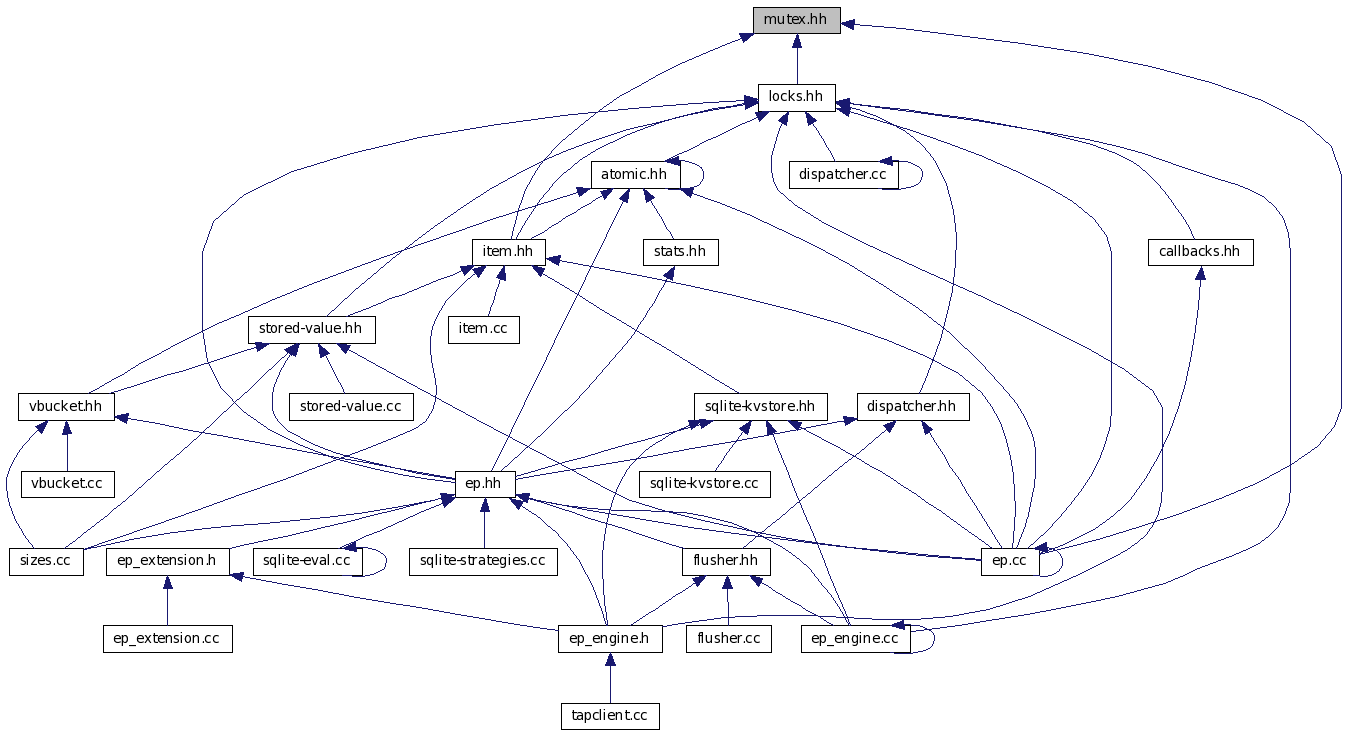 mutex.hh
locks.hh
atomic.hh
dispatcher.cc
item.hh
stats.hh
callbacks.hh
stored-value.hh
item.cc
vbucket.hh
stored-value.cc
sqlite-kvstore.hh
dispatcher.hh
vbucket.cc
ep.hh
sqlite-kvstore.cc
sizes.cc
ep_extension.h
sqlite-eval.cc
sqlite-strategies.cc
flusher.hh
ep.cc
ep_extension.cc
ep_engine.h
flusher.cc
ep_engine.cc
tapclient.cc